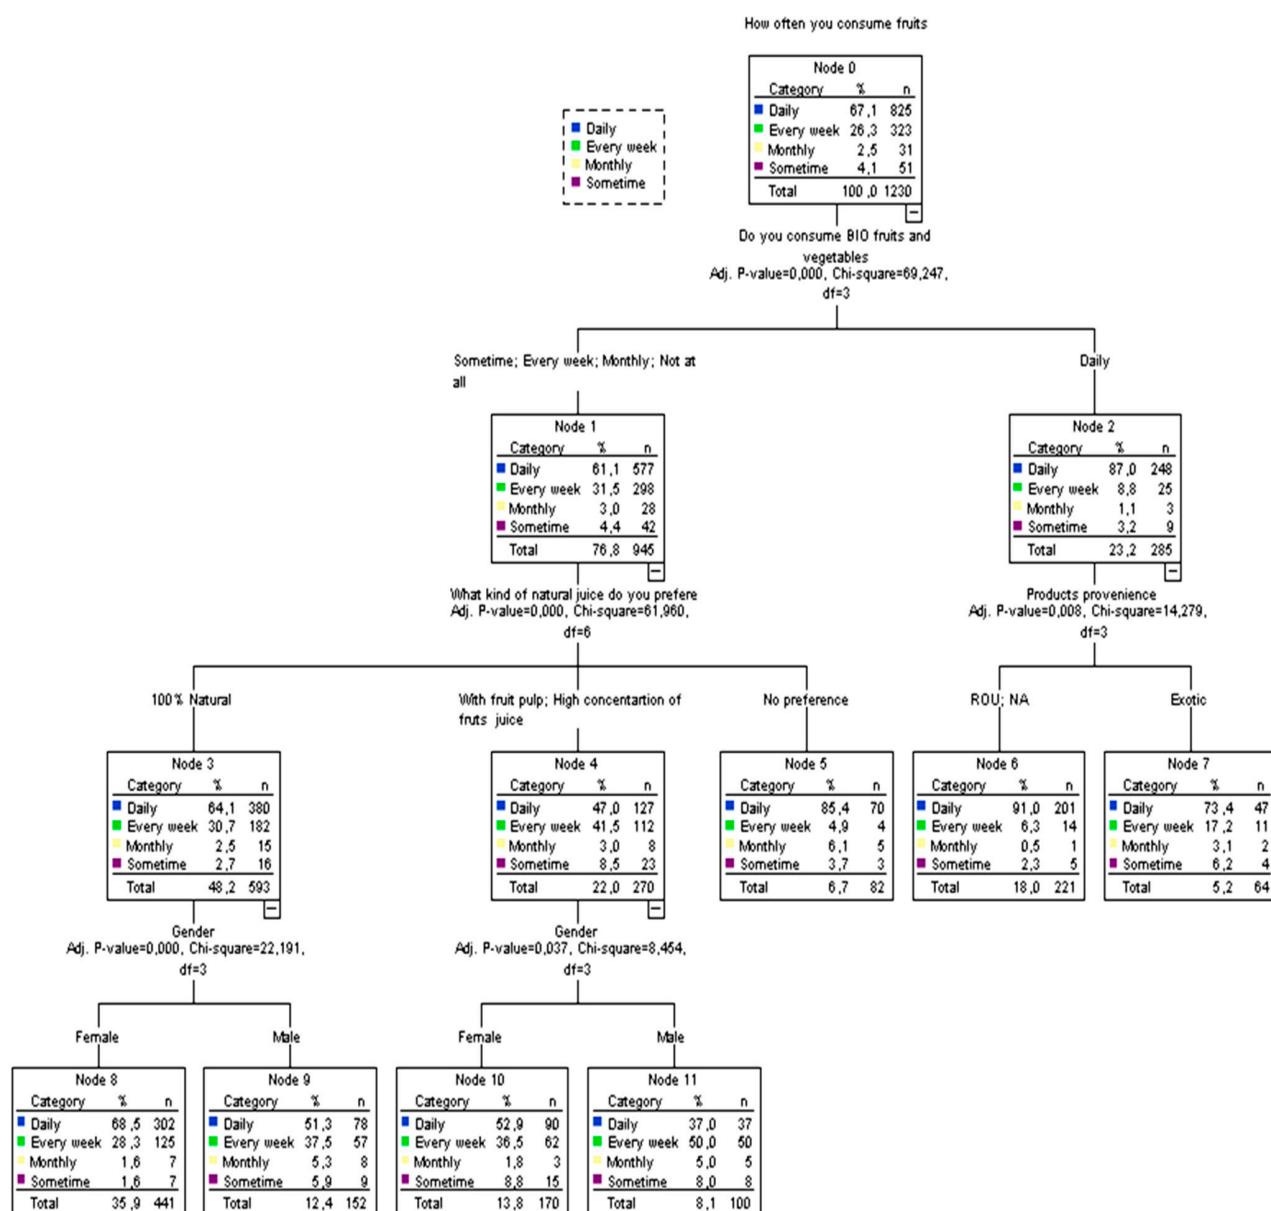 How often you consume fruits
Node 0
Category % n
Daily 67,1 825
Every week 26,3 323
Monthly 2,5 31
Sometime 4,1 51
Total 100,0 1230
Daily
Every week
Monthly
Sometime
Do you consume BIO fruits and
vegetables
Adj. P-value=0,000, Chi-square=69,247,
df=3
Sometime; Every week; Monthly; Not at
all
Daily
Node 1
Category % n
Daily 61,1 577
Every week 31,5 298
Monthly 3,0 28
Sometime 4,4 42
Total 76,8 945
Node 2
Category % n
Daily 87,0 248
Every week 8,8 25
Monthly 1,1 3
Sometime 3,2 9
Total 23,2 285
What kind of natural juice do you prefere
Adj. P-value=0,000, Chi-square=61,960,
df=6
Products provenience
Adj. P-value=0,008, Chi-square=14,279,
df=3
100% Natural
With fruit pulp; High concentartion of
fruts juice
No preference
ROU; NA
Exotic
Node 3
Category % n
Daily 64,1 380
Every week 30,7 182
Monthly 2,5 15
Sometime 2,7 16
Total 48,2 593
Node 4
Category % n
Daily 47,0 127
Every week 41,5 112
Monthly 3,0 8
Sometime 8,5 23
Total 22,0 270
Node 5
Category % n
Daily 85,4 70
Every week 4,9 4
Monthly 6,1 5
Sometime 3,7 3
Total 6,7 82
Node 6
Category % n
Daily 91,0 201
Every week 6,3 14
Monthly 0,5 1
Sometime 2,3 5
Total 18,0 221
Node 7
Category % n
Daily 73,4 47
Every week 17,2 11
Monthly 3,1 2
Sometime 6,2 4
Total 5,2 64
Gender
Adj. P-value=0,000, Chi-square=22,191,
df=3
Gender
Adj. P-value=0,037, Chi-square=8,454,
df=3
Female
Male
Female
Male
Node 8
Category % n
Daily 68,5 302
Every week 28,3 125
Monthly 1,6 7
Sometime 1,6 7
Total 35,9 441
Node 9
Category % n
Daily 51,3 78
Every week 37,5 57
Monthly 5,3 8
Sometime 5,9 9
Total 12,4 152
Node 10
Category % n
Daily 52,9 90
Every week 36,5 62
Monthly 1,8 3
Sometime 8,8 15
Total 13,8 170
Node 11
Category % n
Daily 37,0 37
Every week 50,0 50
Monthly 5,0 5
Sometime 8,0 8
Total 8,1 100